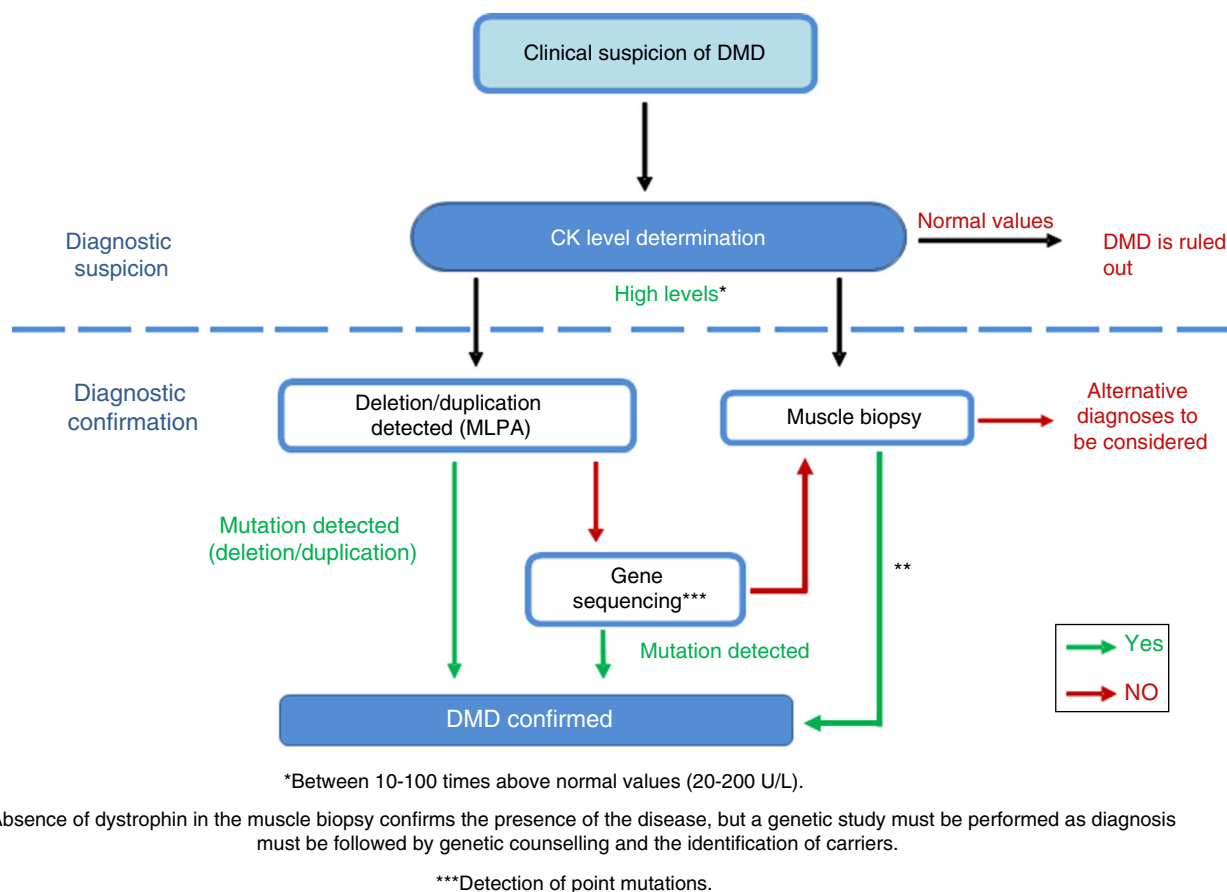 Clinical suspicion of DMD
Diagnostic
suspicion
CK level determination
Normal values
DMD is ruled
out
High levels*
Diagnostic
confirmation
Deletion/duplication
detected (MLPA)
Muscle biopsy
Alternative
diagnoses to
be considered
Mutation detected
(deletion/duplication)
Gene
sequencing***
**
Mutation detected
Yes
NO
DMD confirmed
*Between 10-100 times above normal values (20-200 U/L).
Absence of dystrophin in the muscle biopsy confirms the presence of the disease, but a genetic study must be performed as diagnosis
must be followed by genetic counselling and the identification of carriers.
***Detection of point mutations.